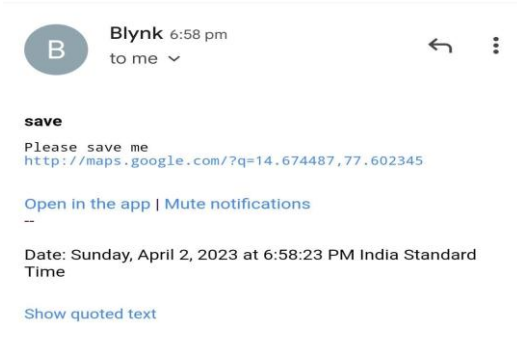 B
Blynk 6:58 pm
to me
save
Please save me
http://maps.google.com/?q=14.674487,77.602345
Open in the app | Mute notifications
--
Date: Sunday, April 2, 2023 at 6:58:23 PM India Standard
Time
Show quoted text